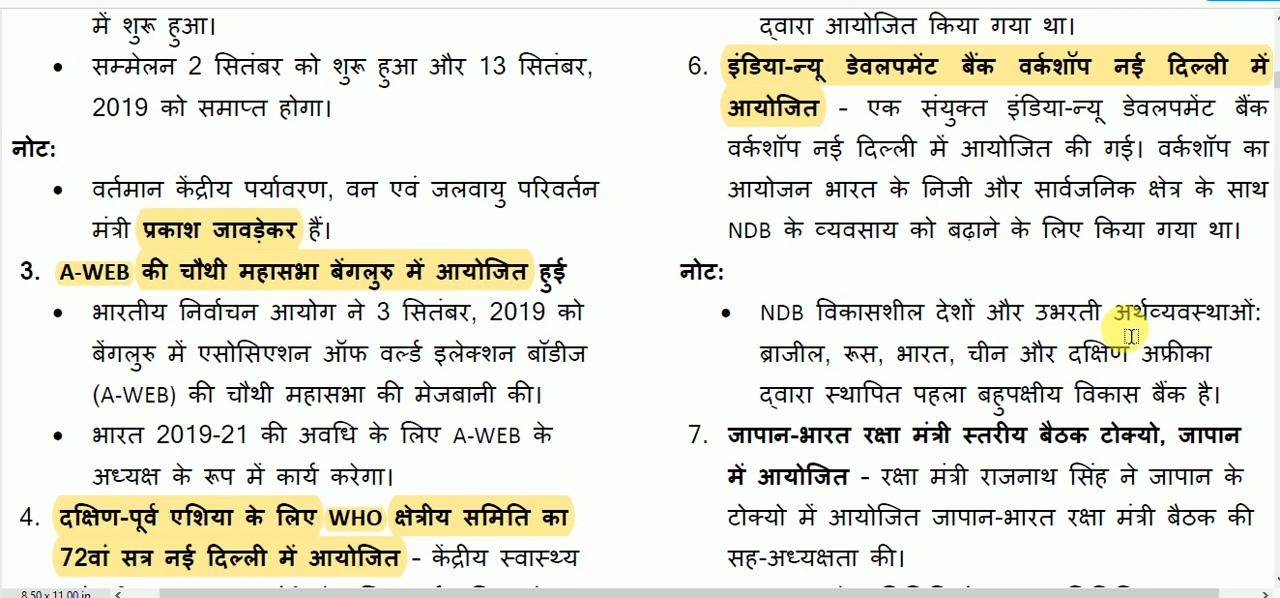 में शुरू हुआ।
• सम्मेलन 2 सितंबर को शुरू हुआ और 13 सितंबर,
2019 को समाप्त होगा।
नोट:
• वर्तमान केंद्रीय पर्यावरण, वन एवं जलवायु परिवर्तन
मंत्री प्रकाश जावड़ेकर हैं।
3. A-WEB की चौथी महासभा बेंगलुरु में आयोजित हुई
• भारतीय निर्वाचन आयोग ने 3 सितंबर, 2019 को
बेंगलुरु में एसोसिएशन ऑफ वर्ल्ड इलेक्शन बॉडीज
(A-WEB) की चौथी महासभा की मेजबानी की।
• भारत 2019-21 की अवधि के लिए A-WEB के
अध्यक्ष के रूप में कार्य करेगा।
4. दक्षिण-पूर्व एशिया के लिए WHO क्षेत्रीय समिति का
72वां सत्र नई दिल्ली में आयोजित - केंद्रीय स्वास्थ्य
द्वारा आयोजित किया गया था।
6. इंडिया-न्यू डेवलपमेंट बैंक वर्कशॉप नई दिल्ली में
आयोजित - एक संयुक्त इंडिया-न्यू डेवलपमेंट बैंक
वर्कशॉप नई दिल्ली में आयोजित की गई। वर्कशॉप का
आयोजन भारत के निजी और सार्वजनिक क्षेत्र के साथ
NDB के व्यवसाय को बढ़ाने के लिए किया गया था।
नोट:
• NDB विकासशील देशों और उभरती अर्थव्यवस्थाओं:
ब्राजील, रूस, भारत, चीन और दक्षिण अफ्रीका
द्वारा स्थापित पहला बहुपक्षीय विकास बैंक है।
7. जापान-भारत रक्षा मंत्री स्तरीय बैठक टोक्यो, जापान
में आयोजित - रक्षा मंत्री राजनाथ सिंह ने जापान के
टोक्यो में आयोजित जापान-भारत रक्षा मंत्री बैठक की
सह-अध्यक्षता की।
8.50 x 11.00 in